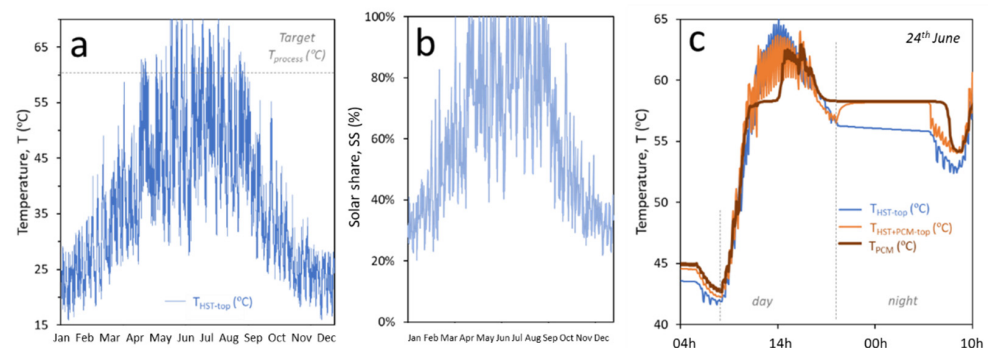 a
Target
Tprocess (°C)
Temperature, T (°C)
65
55
45
35
25
15
Jan Feb Mar Apr May Jun Jul Aug Sep Oct Nov Dec
THST-top (°C)
b
Solar share, SS (%)
100%
80%
60%
40%
20%
0%
Jan Feb Mar Apr May Jun Jul Aug Sep Oct Nov Dec
c
24th June
Temperature, T (°C)
65
60
55
50
45
40
THST-top (°C)
THST+PCM-top (°C)
TPCM (°C)
day
night
04h 14h 00h 10h